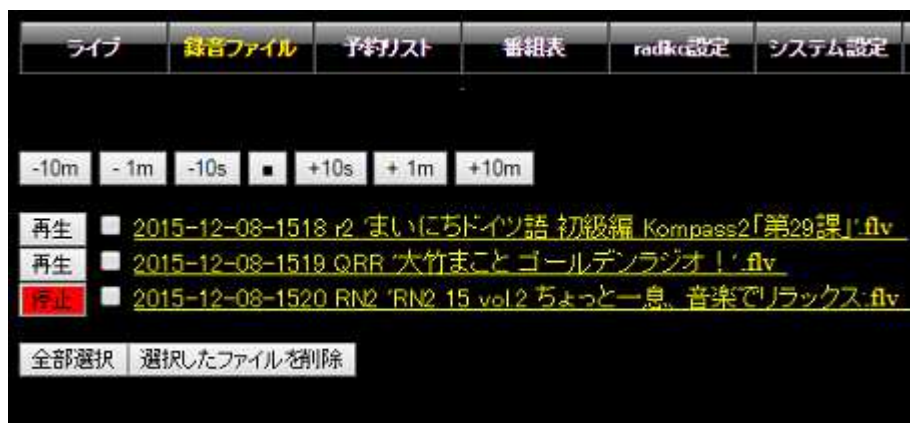 ライブ 録音ファイル 予約リスト 番組表 radiko設定 システム設定
-10m - 1m -10s ■ +10s + 1m +10m
再生 2015-12-08-1518 r2 'まいにちドイツ語 初級編 Kompass2「第29課」'.flv
再生 2015-12-08-1519 QRR '大竹まこと ゴールデンラジオ！'.flv
停止 2015-12-08-1520 RN2 'RN2 15 vol.2 ちょっと一息、音楽でリラックス.flv
全部選択 選択したファイルを削除